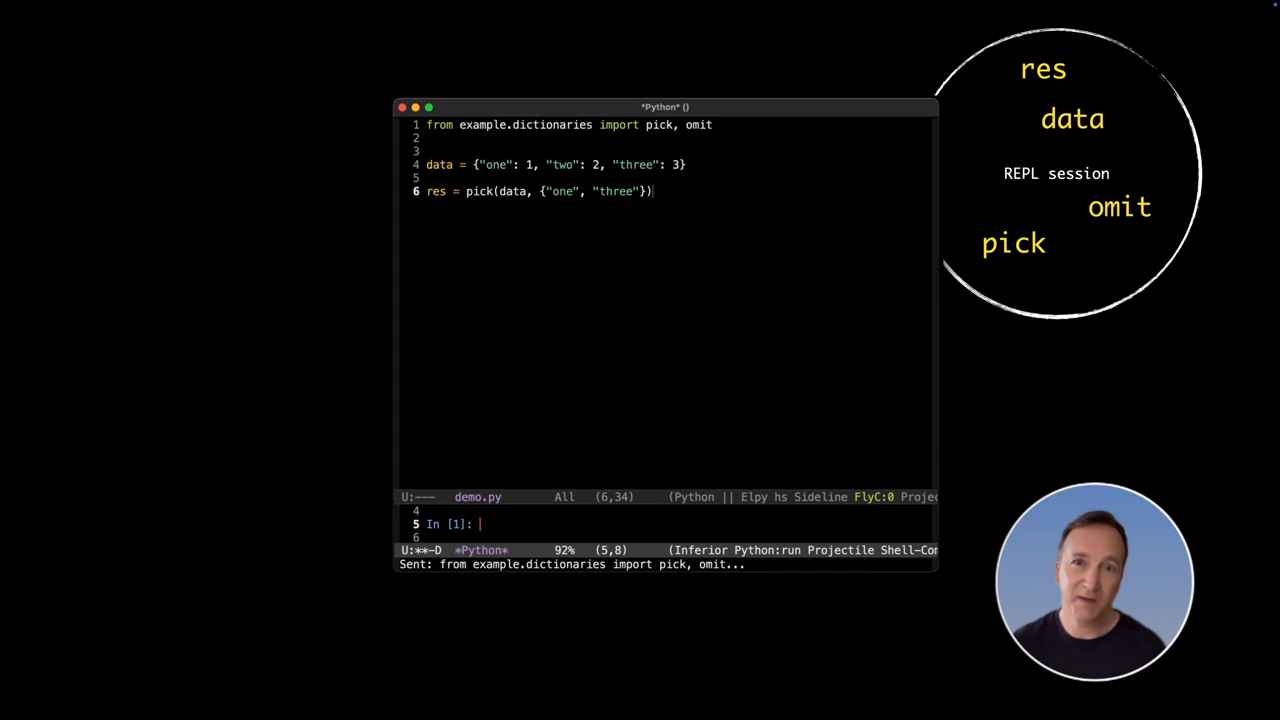 *Python* ()
1 from example.dictionaries import pick, omit
2
3
4 data = {"one": 1, "two": 2, "three": 3}
5
6 res = pick(data, {"one", "three"})
U:--- demo.py All (6,34) (Python || Elpy hs Sideline FlyC:0 Projec
4
5 In [1]:
6
U:**-D *Python* 92% (5,8) (Inferior Python:run Projectile Shell-Com
Sent: from example.dictionaries import pick, omit...
res
data
REPL session
omit
pick